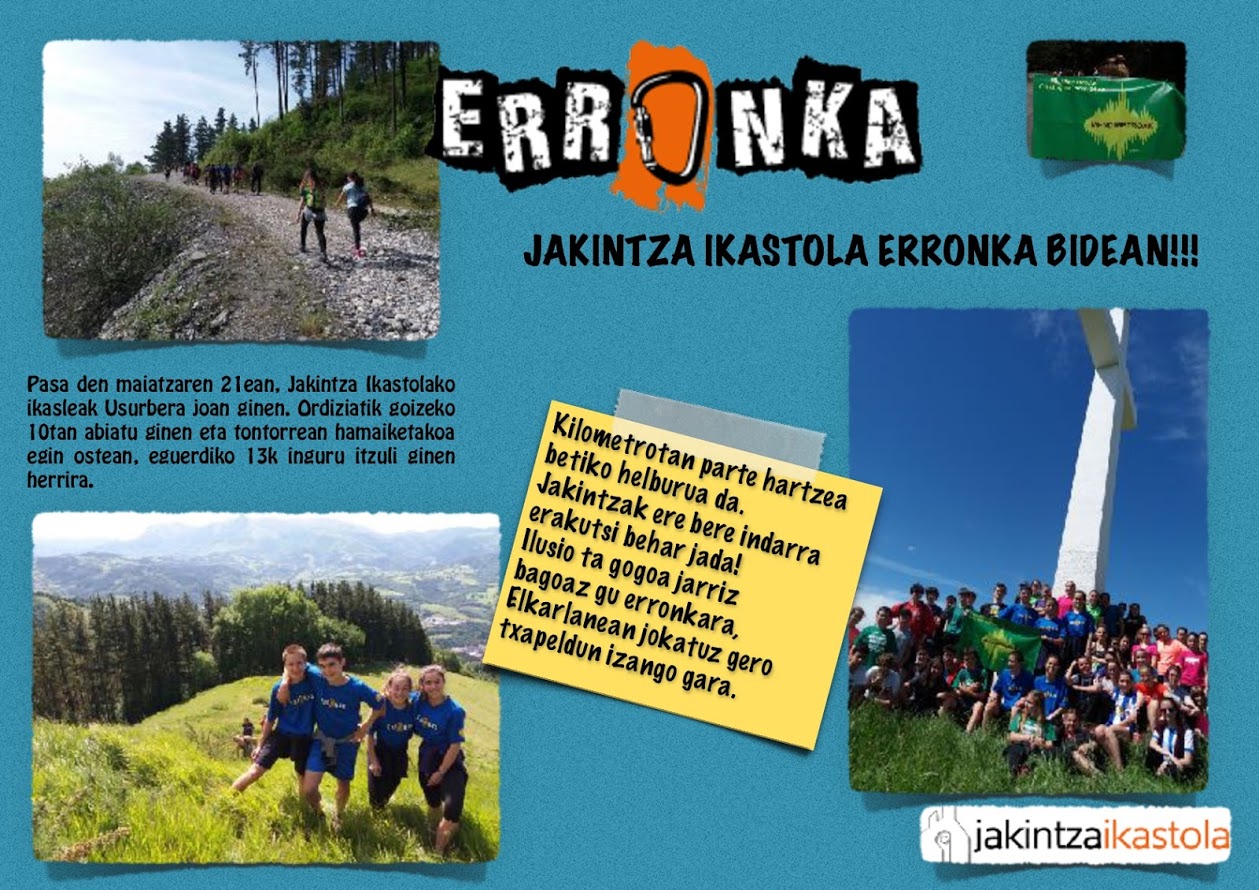 ERRONKA
JAKINTZA IKASTOLA ERRONKA BIDEAN!!!
Pasa den maiatzaren 21ean, Jakintza Ikastolako
ikasleak Usurbera joan ginen. Ordiziatik goizeko
10tan abiatu ginen eta tontorrean hamaiketakoa
egin ostean, eguerdiko 13k inguru itzuli ginen
herrira.
Kilometrotan parte hartzea
betiko helburua da.
Jakintzak ere bere indarra
erakutsi behar jada!
Ilusio ta gogoa jarriz
bagoaz gu erronkara,
Elkarlanean jokatuz gero
txapeldun izango gara.
jakintzaikastola